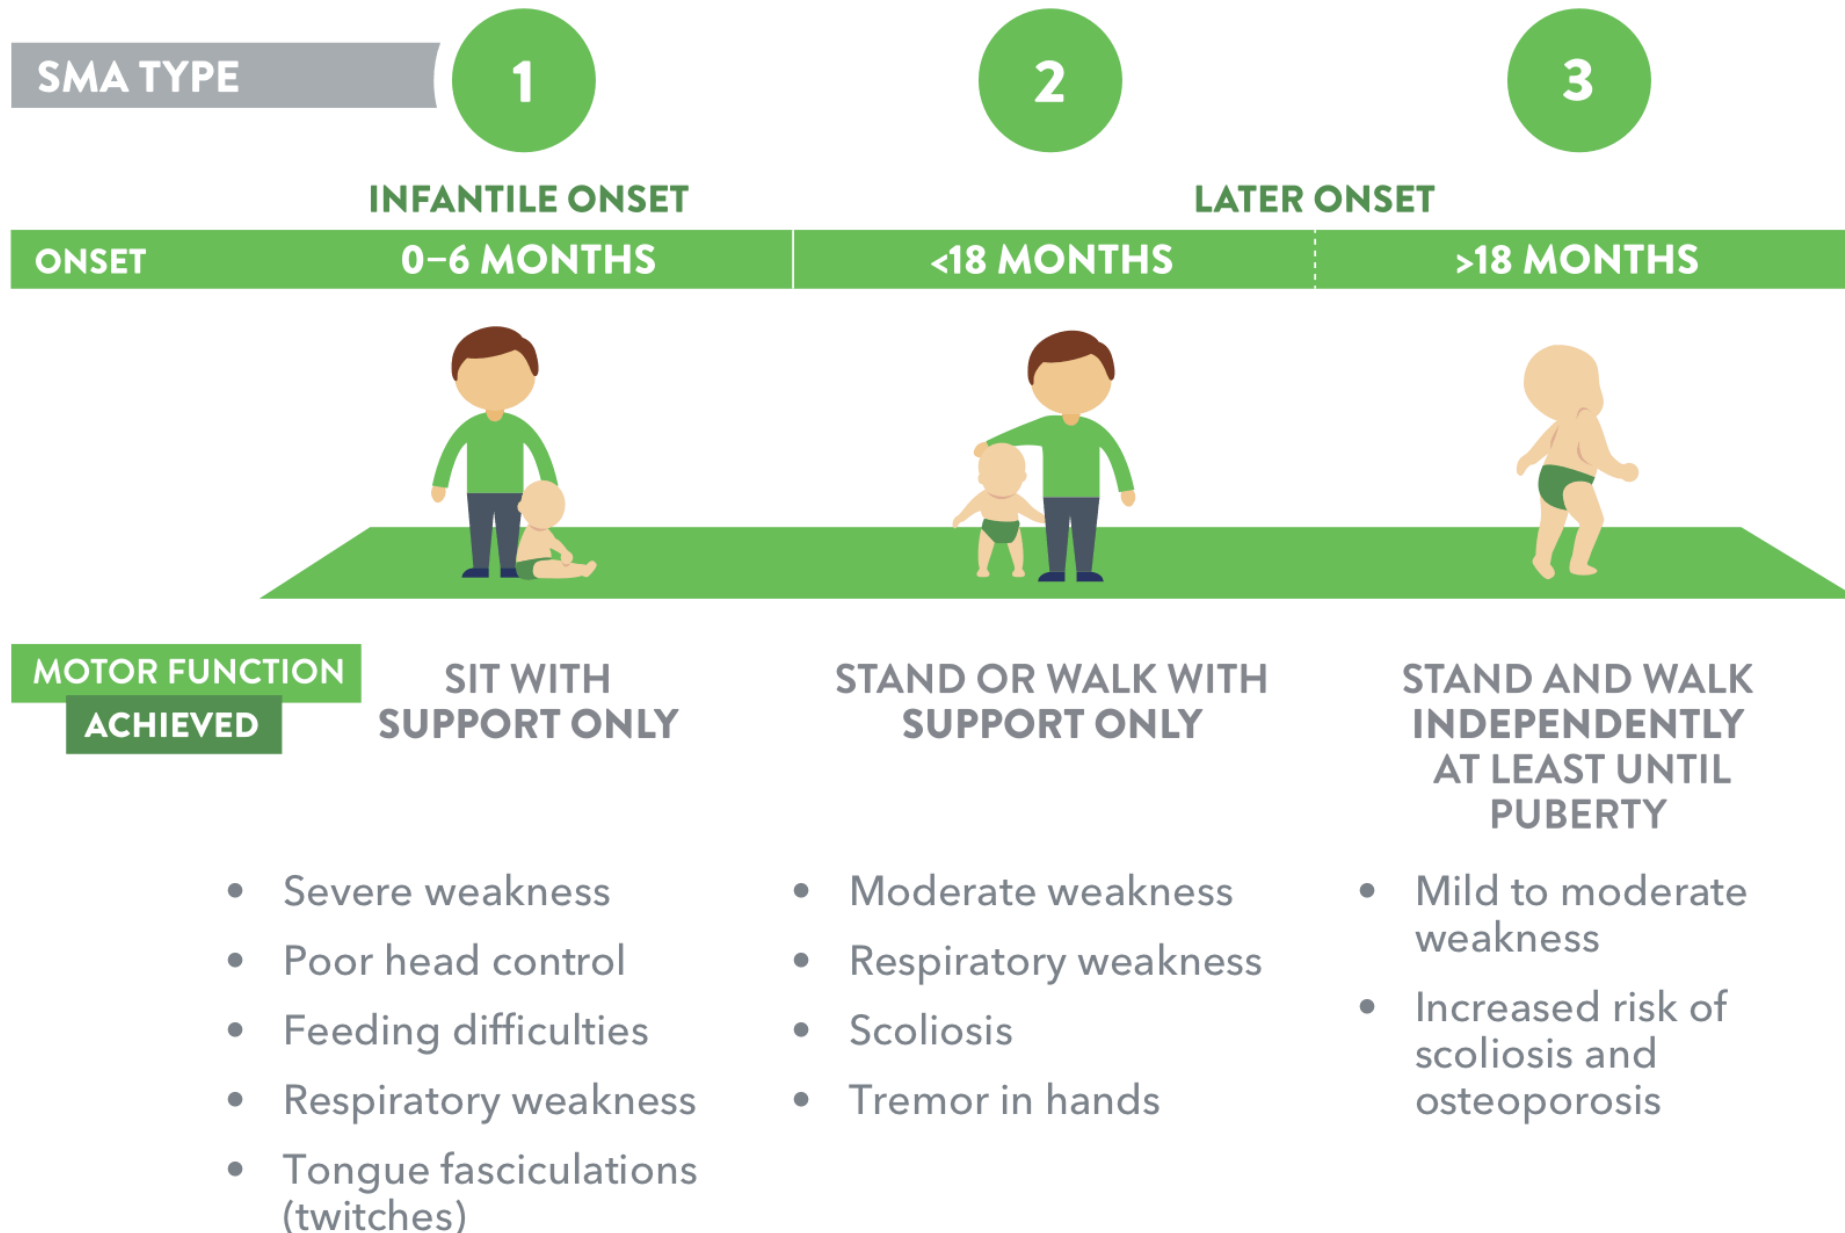 SMA TYPE
1
2
3
INFANTILE ONSET
LATER ONSET
ONSET
0–6 MONTHS
<18 MONTHS
>18 MONTHS
MOTOR FUNCTION
ACHIEVED
SIT WITH
SUPPORT ONLY
STAND OR WALK WITH
SUPPORT ONLY
STAND AND WALK
INDEPENDENTLY
AT LEAST UNTIL
PUBERTY
• Severe weakness
• Poor head control
• Feeding difficulties
• Respiratory weakness
• Tongue fasciculations
(twitches)
• Moderate weakness
• Respiratory weakness
• Scoliosis
• Tremor in hands
• Mild to moderate
weakness
• Increased risk of
scoliosis and
osteoporosis